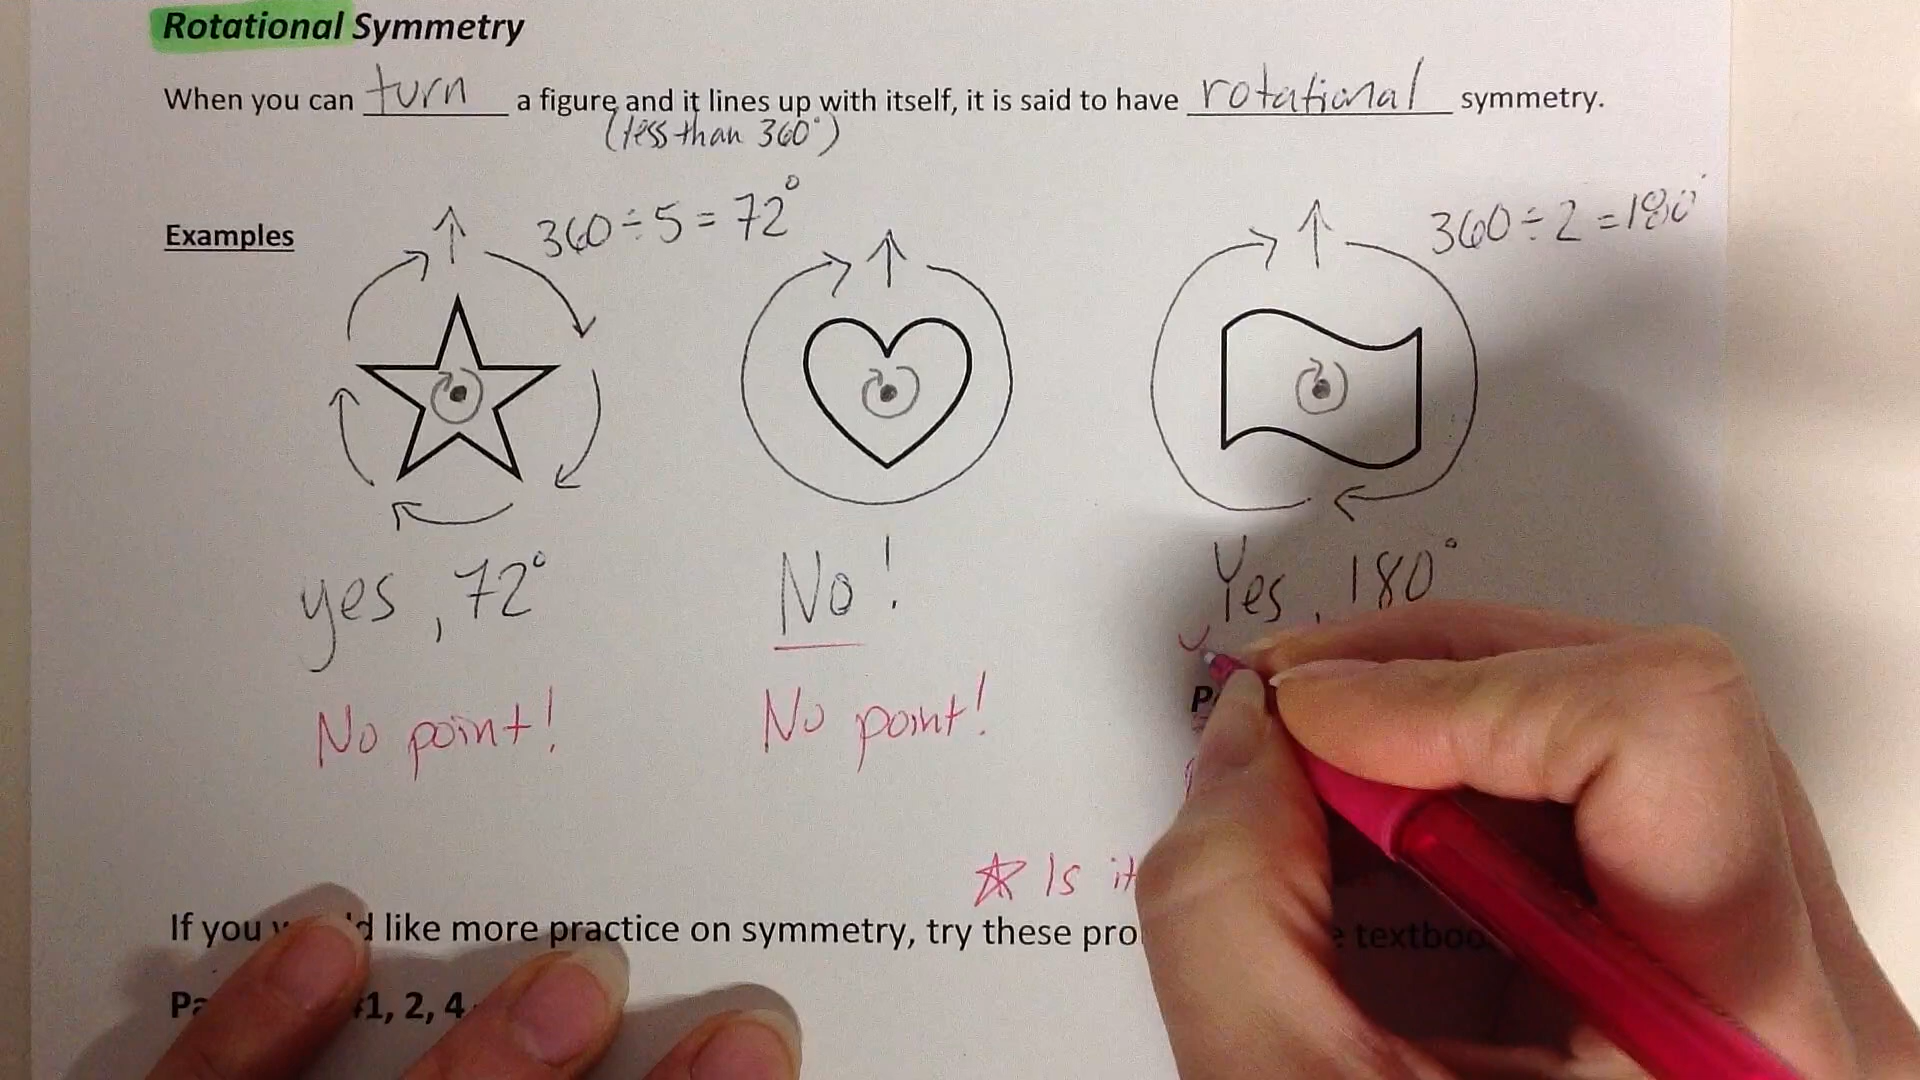 Rotational Symmetry
When you can turn a figure and it lines up with itself, it is said to have rotational symmetry.
(less than 360°)
Examples
360 ÷ 5 = 72°
360 ÷ 2 = 180°
yes, 72°
No!
Yes, 180°
No point!
No point!
☆ Is it
If you like more practice on symmetry, try these
1, 2, 4